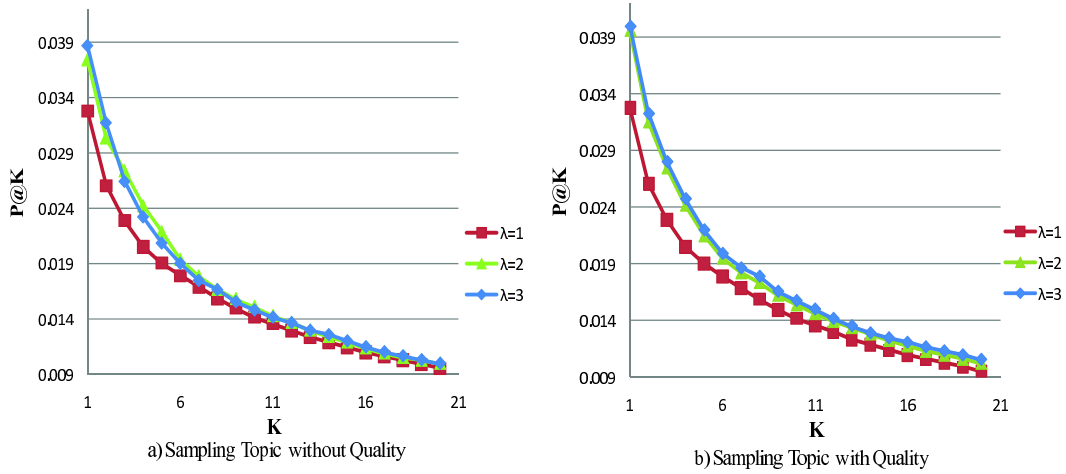 0.039
0.034
0.029
0.024
0.019
0.014
0.009
P@K
1 6 11 16 21
K
λ=1
λ=2
λ=3
a) Sampling Topic without Quality
0.039
0.034
0.029
0.024
0.019
0.014
0.009
P@K
1 6 11 16 21
K
λ=1
λ=2
λ=3
b) Sampling Topic with Quality